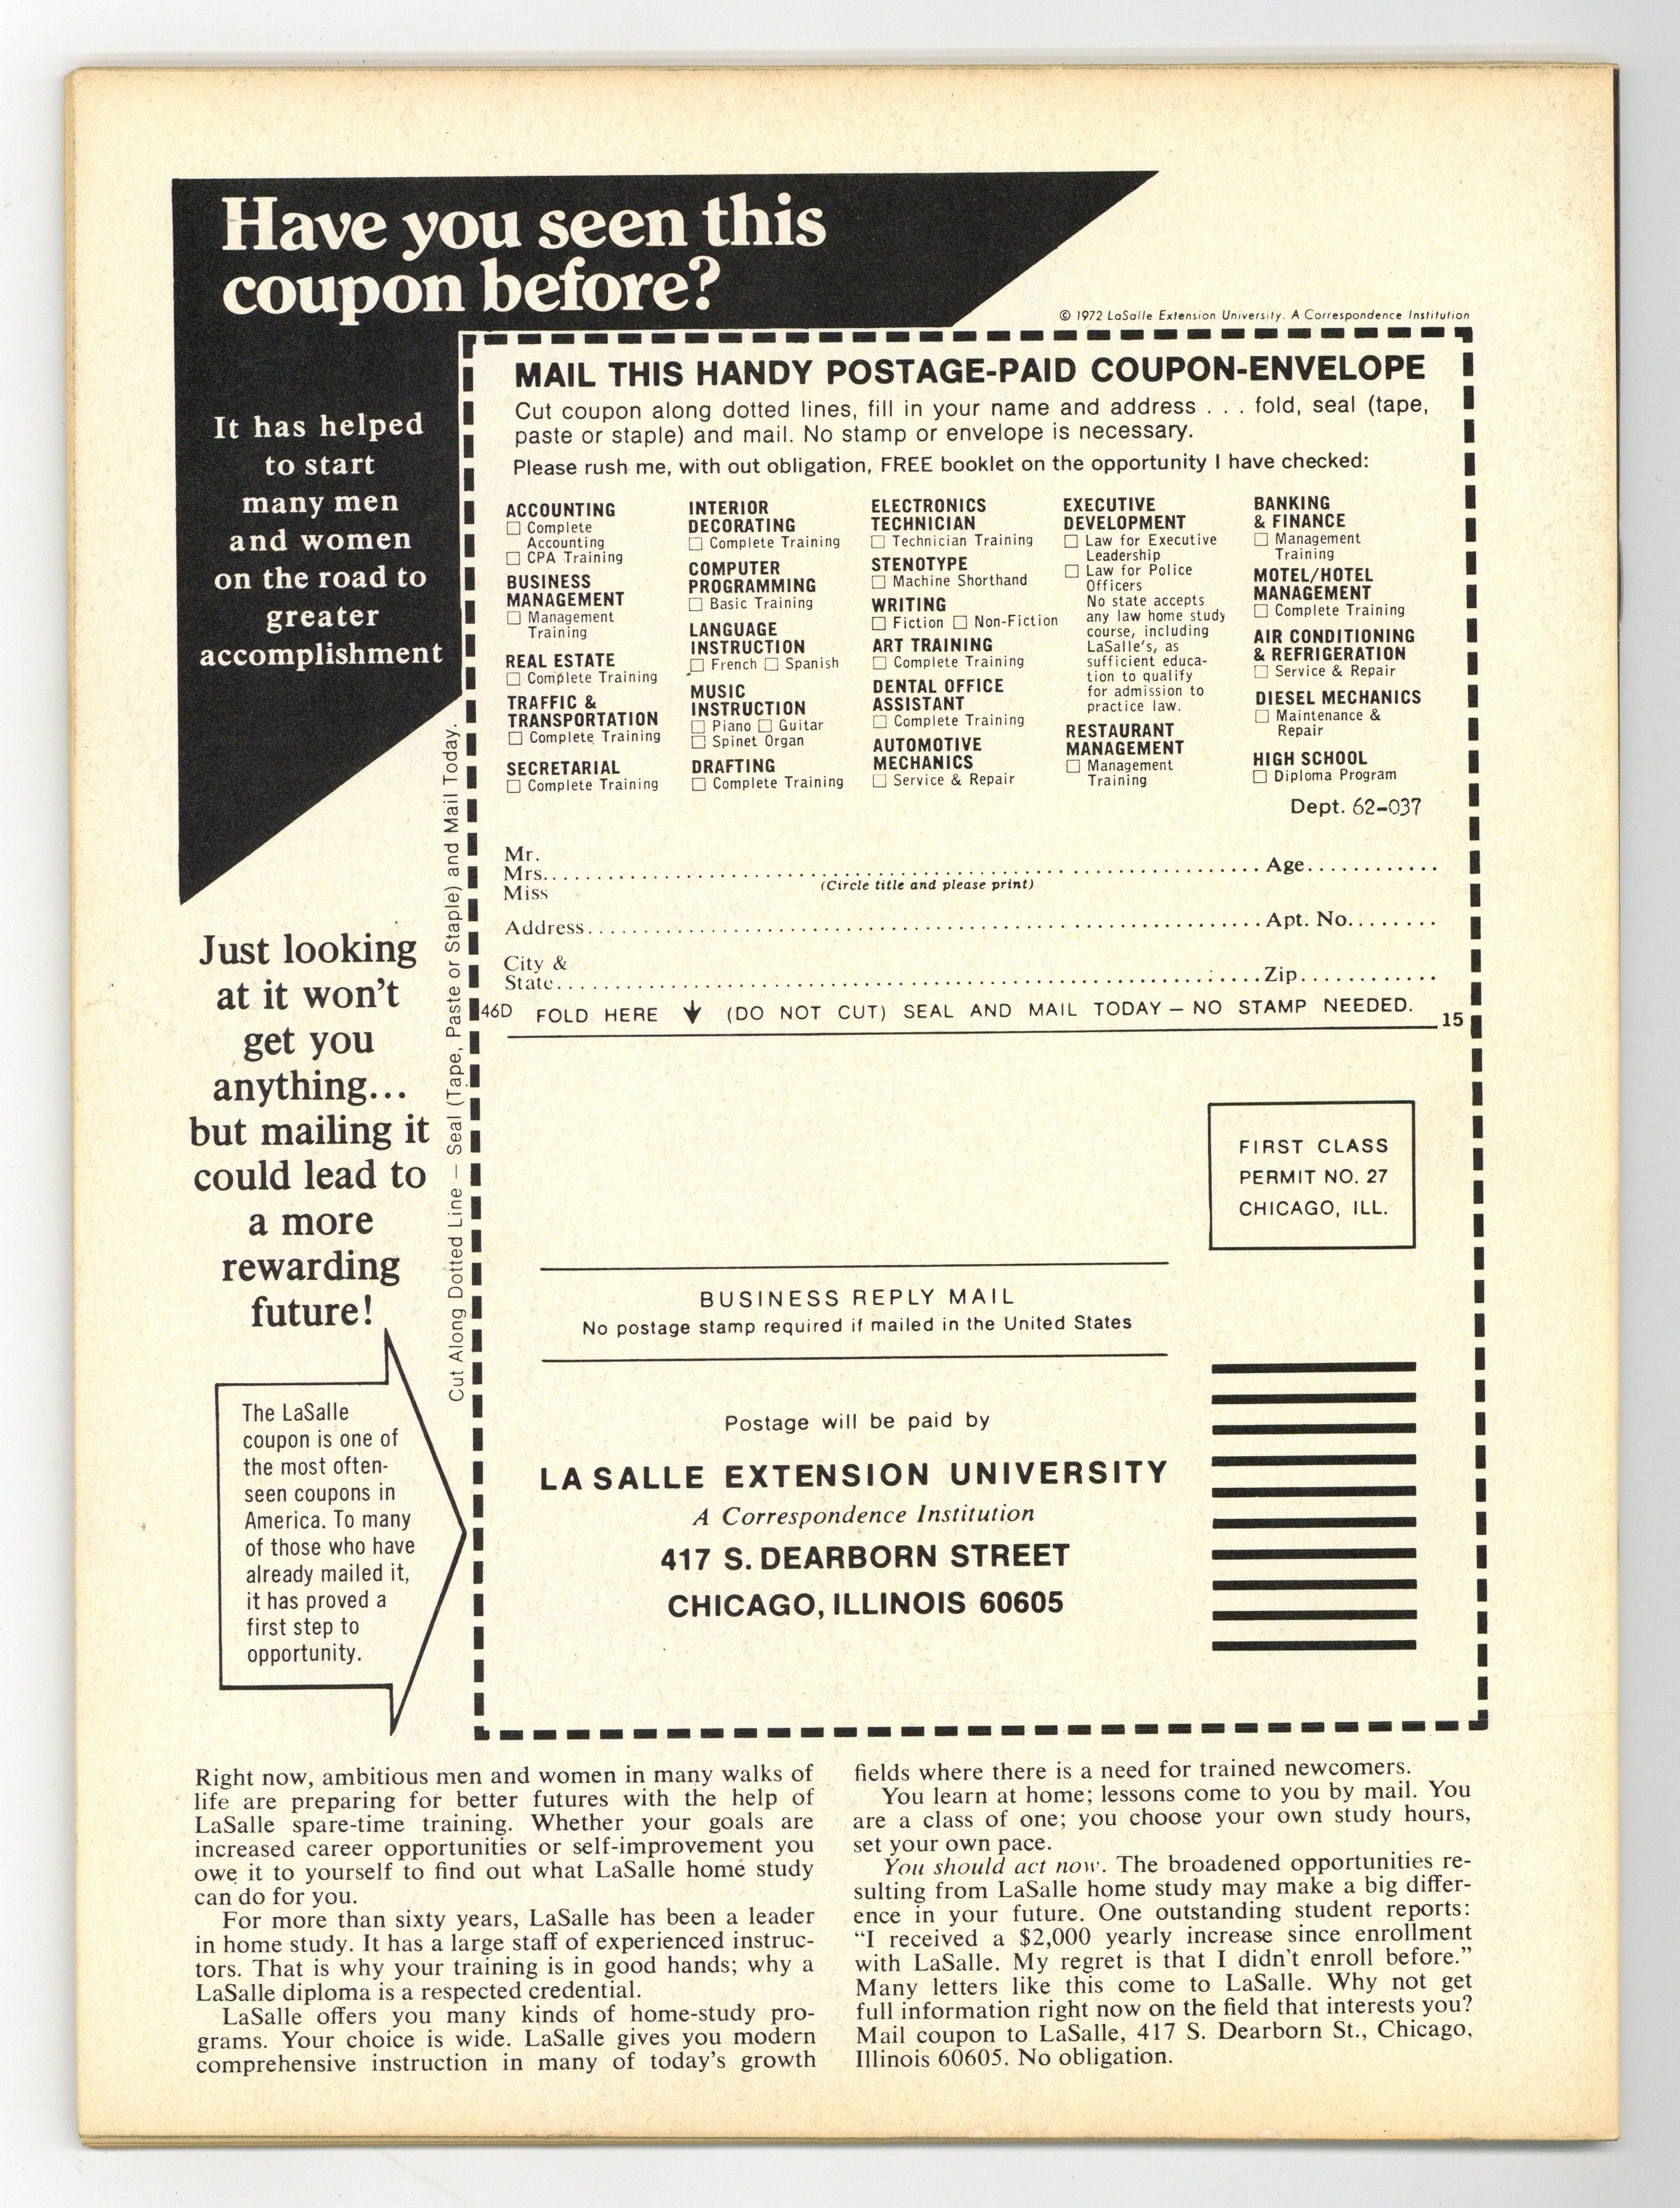 Have you seen this
coupon before?
It has helped
to start
many men
and women
on the road to
greater
accomplishment
Just looking
at it won't
get you
anything...
but mailing it
could lead to
a more
rewarding
future!
The LaSalle
coupon is one of
the most often-
seen coupons in
America. To many
of those who have
already mailed it,
it has proved a
first step to
opportunity.
Cut Along Dotted Line — Seal (Tape, Paste or Staple) and Mail Today.
© 1972 LaSalle Extension University. A Correspondence Institution
MAIL THIS HANDY POSTAGE-PAID COUPON-ENVELOPE
Cut coupon along dotted lines, fill in your name and address . . . fold, seal (tape,
paste or staple) and mail. No stamp or envelope is necessary.
Please rush me, with out obligation, FREE booklet on the opportunity I have checked:
ACCOUNTING
☐ Complete
Accounting
☐ CPA Training
BUSINESS
MANAGEMENT
☐ Management
Training
REAL ESTATE
☐ Complete Training
TRAFFIC &
TRANSPORTATION
☐ Complete Training
SECRETARIAL
☐ Complete Training
INTERIOR
DECORATING
☐ Complete Training
COMPUTER
PROGRAMMING
☐ Basic Training
LANGUAGE
INSTRUCTION
☐ French ☐ Spanish
MUSIC
INSTRUCTION
☐ Piano ☐ Guitar
☐ Spinet Organ
DRAFTING
☐ Complete Training
ELECTRONICS
TECHNICIAN
☐ Technician Training
STENOTYPE
☐ Machine Shorthand
WRITING
☐ Fiction ☐ Non-Fiction
ART TRAINING
☐ Complete Training
DENTAL OFFICE
ASSISTANT
☐ Complete Training
AUTOMOTIVE
MECHANICS
☐ Service & Repair
EXECUTIVE
DEVELOPMENT
☐ Law for Executive
Leadership
☐ Law for Police
Officers
No state accepts
any law home study
course, including
LaSalle's, as
sufficient educa-
tion to qualify
for admission to
practice law.
RESTAURANT
MANAGEMENT
☐ Management
Training
BANKING
& FINANCE
☐ Management
Training
MOTEL/HOTEL
MANAGEMENT
☐ Complete Training
AIR CONDITIONING
& REFRIGERATION
☐ Service & Repair
DIESEL MECHANICS
☐ Maintenance &
Repair
HIGH SCHOOL
☐ Diploma Program
Dept. 62-037
Mr.
Mrs. Age
Miss (Circle title and please print)
Address Apt. No.
City &
State Zip
46D FOLD HERE ↓ (DO NOT CUT) SEAL AND MAIL TODAY — NO STAMP NEEDED. 15
FIRST CLASS
PERMIT NO. 27
CHICAGO, ILL.
BUSINESS REPLY MAIL
No postage stamp required if mailed in the United States
Postage will be paid by
LA SALLE EXTENSION UNIVERSITY
A Correspondence Institution
417 S. DEARBORN STREET
CHICAGO, ILLINOIS 60605
Right now, ambitious men and women in many walks of
life are preparing for better futures with the help of
LaSalle spare-time training. Whether your goals are
increased career opportunities or self-improvement you
owe it to yourself to find out what LaSalle home study
can do for you.
For more than sixty years, LaSalle has been a leader
in home study. It has a large staff of experienced instruc-
tors. That is why your training is in good hands; why a
LaSalle diploma is a respected credential.
LaSalle offers you many kinds of home-study pro-
grams. Your choice is wide. LaSalle gives you modern
comprehensive instruction in many of today's growth
fields where there is a need for trained newcomers.
You learn at home; lessons come to you by mail. You
are a class of one; you choose your own study hours,
set your own pace.
You should act now. The broadened opportunities re-
sulting from LaSalle home study may make a big differ-
ence in your future. One outstanding student reports:
“I received a $2,000 yearly increase since enrollment
with LaSalle. My regret is that I didn't enroll before.”
Many letters like this come to LaSalle. Why not get
full information right now on the field that interests you?
Mail coupon to LaSalle, 417 S. Dearborn St., Chicago,
Illinois 60605. No obligation.